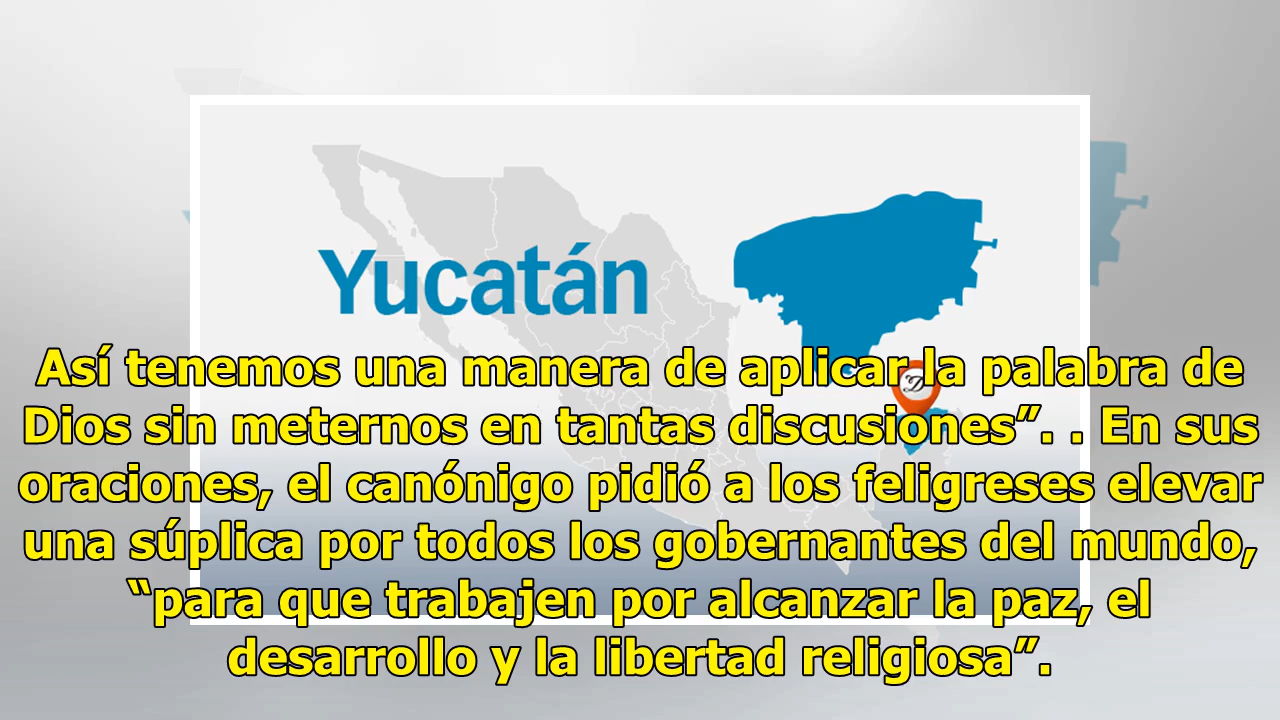 Yucatán
Así tenemos una manera de aplicar la palabra de
Dios sin meternos en tantas discusiones”. . En sus
oraciones, el canónigo pidió a los feligreses elevar
una súplica por todos los gobernantes del mundo,
“para que trabajen por alcanzar la paz, el
desarrollo y la libertad religiosa”.
D